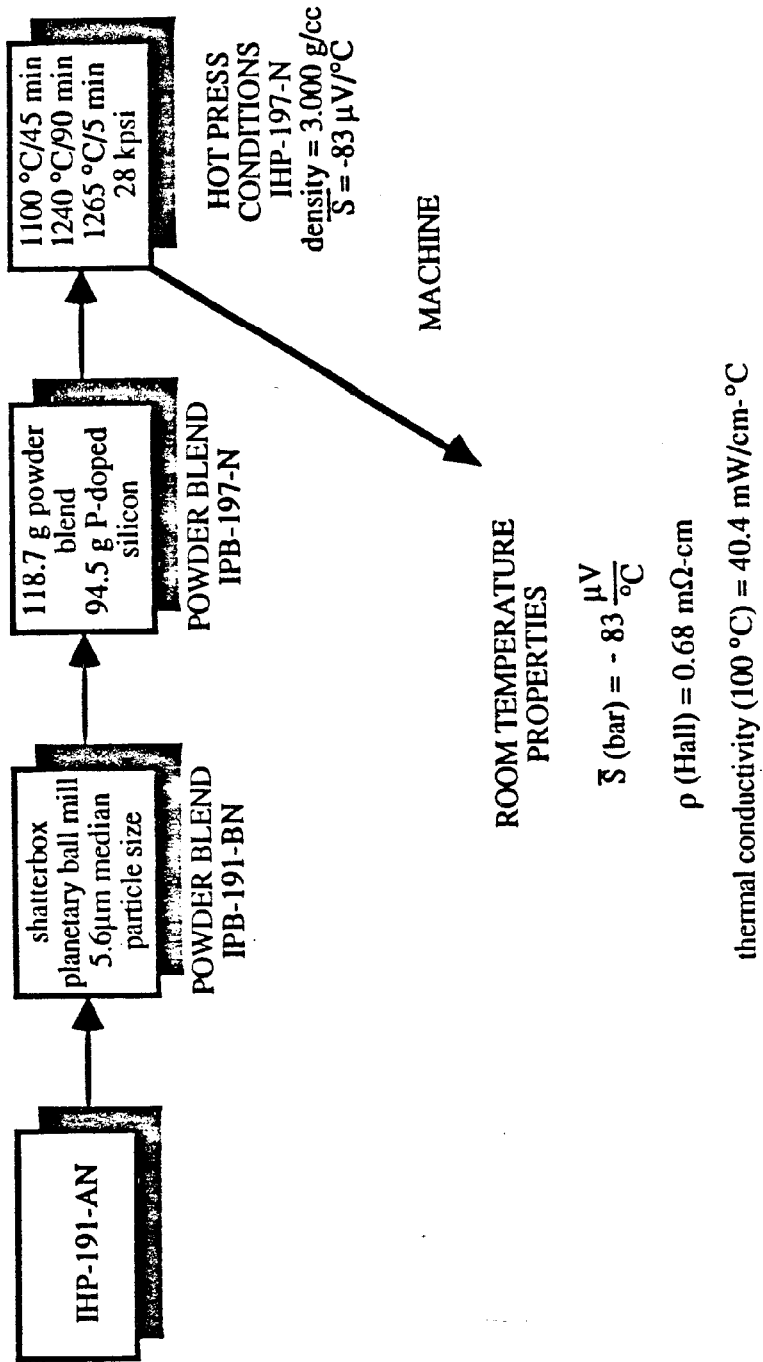 IHP-191-AN
shatterbox
planetary ball mill
5.6μm median
particle size
POWDER BLEND
IPB-191-BN
118.7 g powder
blend
94.5 g P-doped
silicon
POWDER BLEND
IPB-197-N
1100 °C/45 min
1240 °C/90 min
1265 °C/5 min
28 kpsi
HOT PRESS
CONDITIONS
IHP-197-N
density = 3.000 g/cc
S̅ = -83 μV/°C
MACHINE
ROOM TEMPERATURE
PROPERTIES
S̅ (bar) = - 83 μV/°C
ρ (Hall) = 0.68 mΩ-cm
thermal conductivity (100 °C) = 40.4 mW/cm-°C